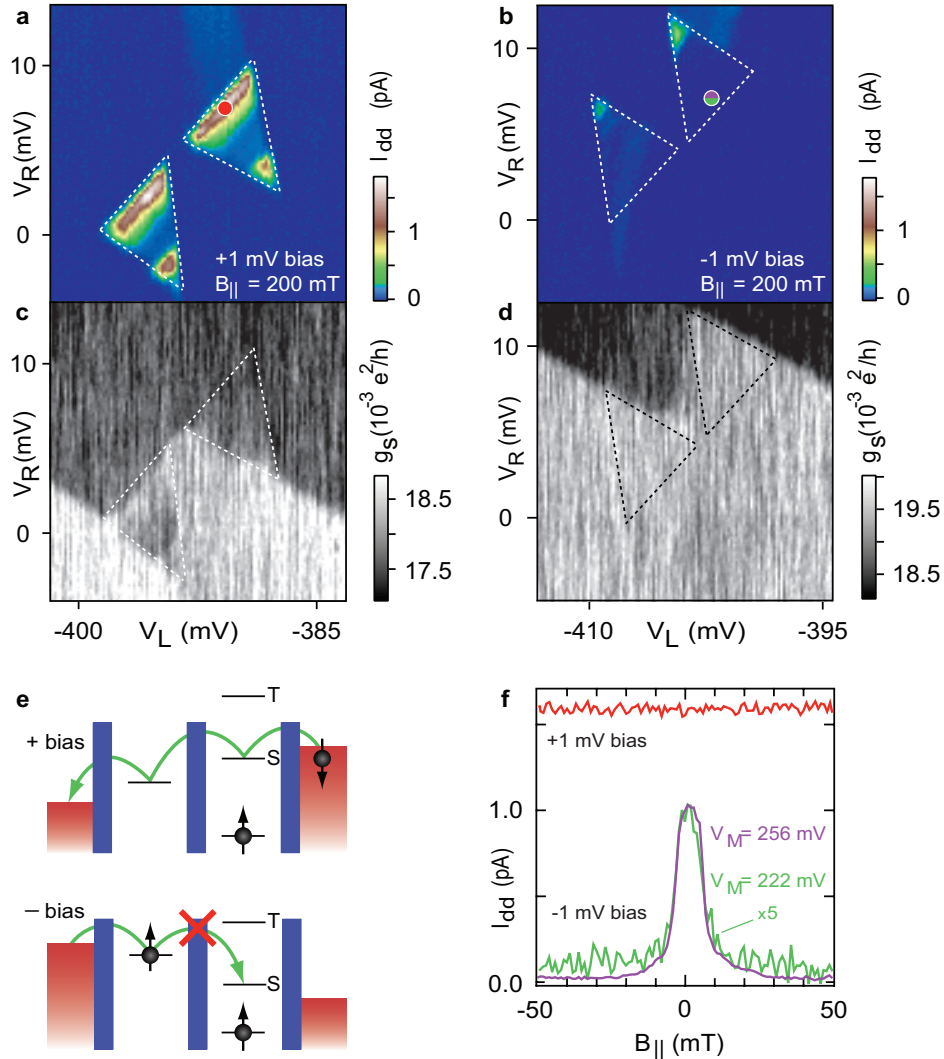 a
10
0
V_R(mV)
+1 mV bias
B_|| = 200 mT
I_dd (pA)
1
0
b
10
0
V_R(mV)
-1 mV bias
B_|| = 200 mT
I_dd (pA)
1
0
c
10
0
V_R(mV)
-400
V_L (mV)
-385
g_s(10^-3 e^2/h)
18.5
17.5
d
10
0
V_R(mV)
-410
V_L (mV)
-395
g_s(10^-3 e^2/h)
19.5
18.5
e
+ bias
T
S
– bias
T
S
f
+1 mV bias
1.0
V_M = 256 mV
V_M = 222 mV
x5
-1 mV bias
0.0
I_dd (pA)
-50
0
50
B_|| (mT)